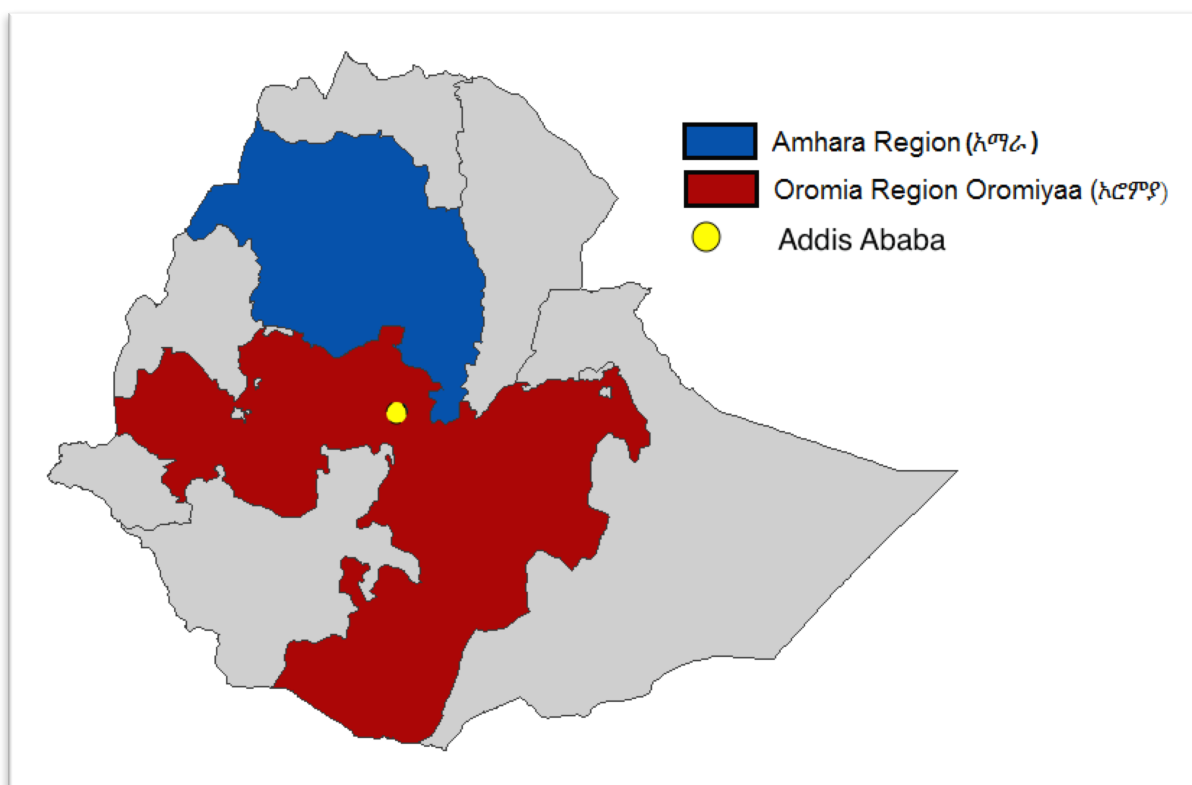 Amhara Region (አማራ)
Oromia Region Oromiyaa (ኦሮምያ)
Addis Ababa